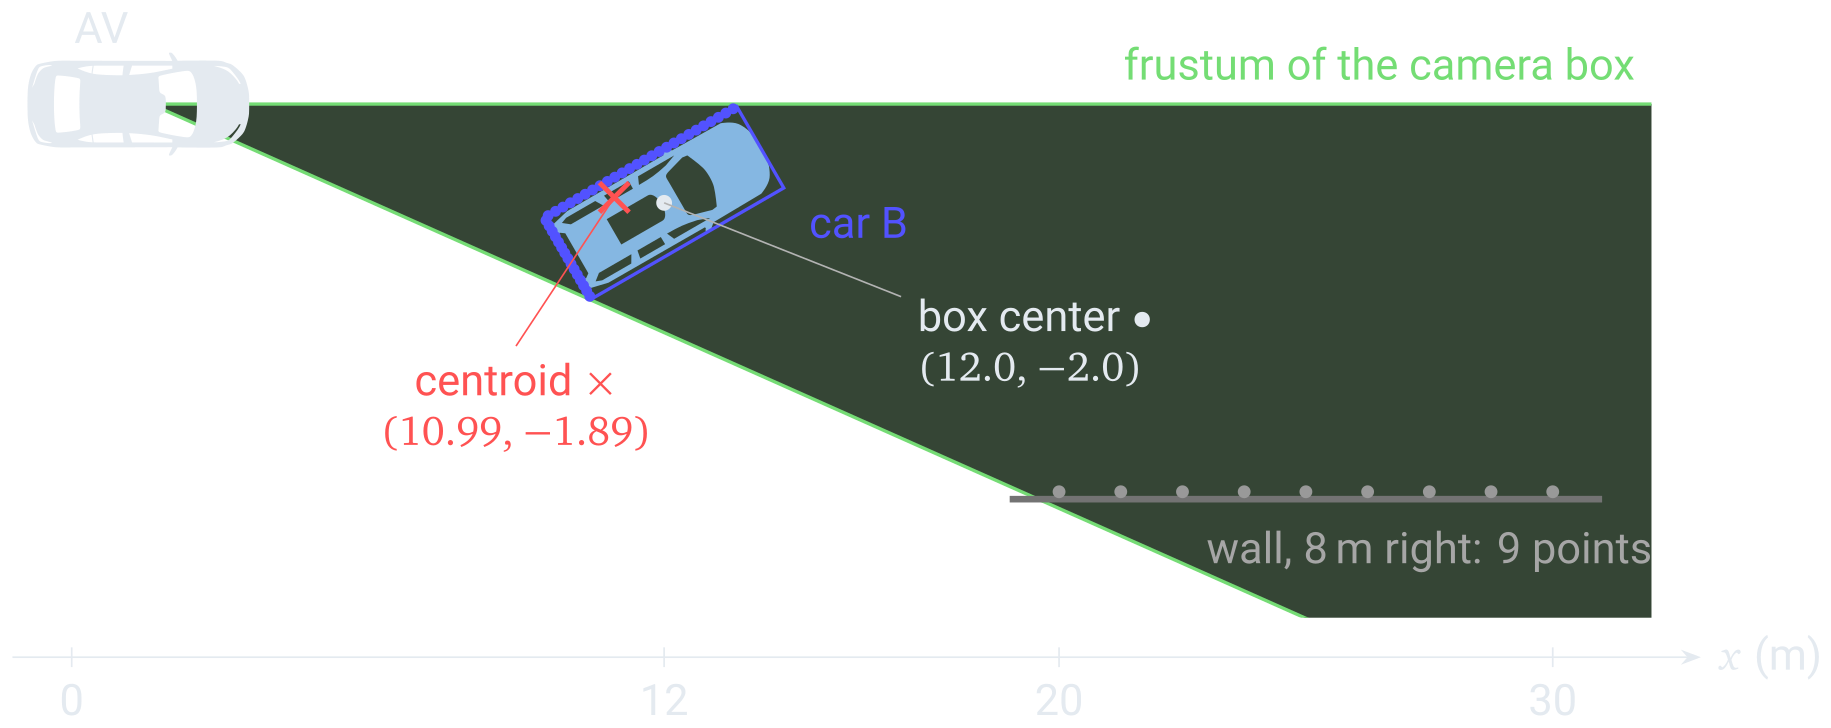 AV
frustum of the camera box
car B
box center •
(12.0, −2.0)
centroid ×
(10.99, −1.89)
wall, 8 m right: 9 points
x (m)
0 12 20 30